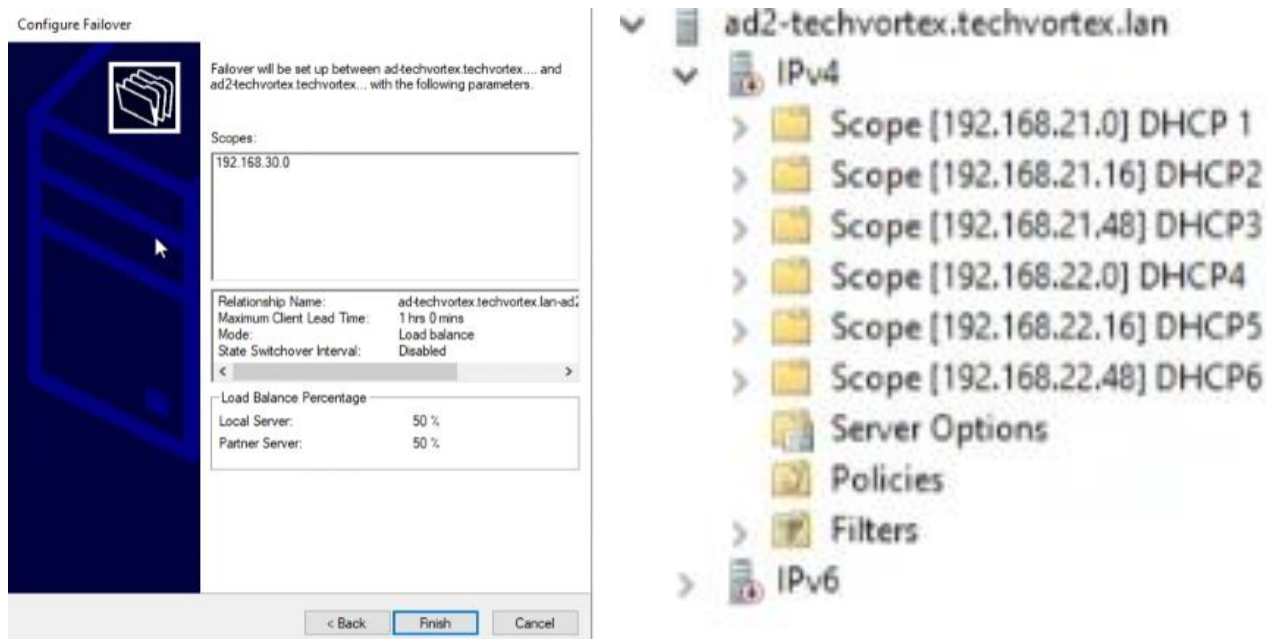 Configure Failover
Failover will be set up between ad-techvortex.techvortex.... and
ad2-techvortex.techvortex... with the following parameters.
Scopes:
192.168.30.0
Relationship Name: ad-techvortex.techvortex.lan-ad2
Maximum Client Lead Time: 1 hrs 0 mins
Mode: Load balance
State Switchover Interval: Disabled
Load Balance Percentage
Local Server: 50 %
Partner Server: 50 %
< Back Finish Cancel
ad2-techvortex.techvortex.lan
IPv4
Scope [192.168.21.0] DHCP 1
Scope [192.168.21.16] DHCP2
Scope [192.168.21.48] DHCP3
Scope [192.168.22.0] DHCP4
Scope [192.168.22.16] DHCP5
Scope [192.168.22.48] DHCP6
Server Options
Policies
Filters
IPv6